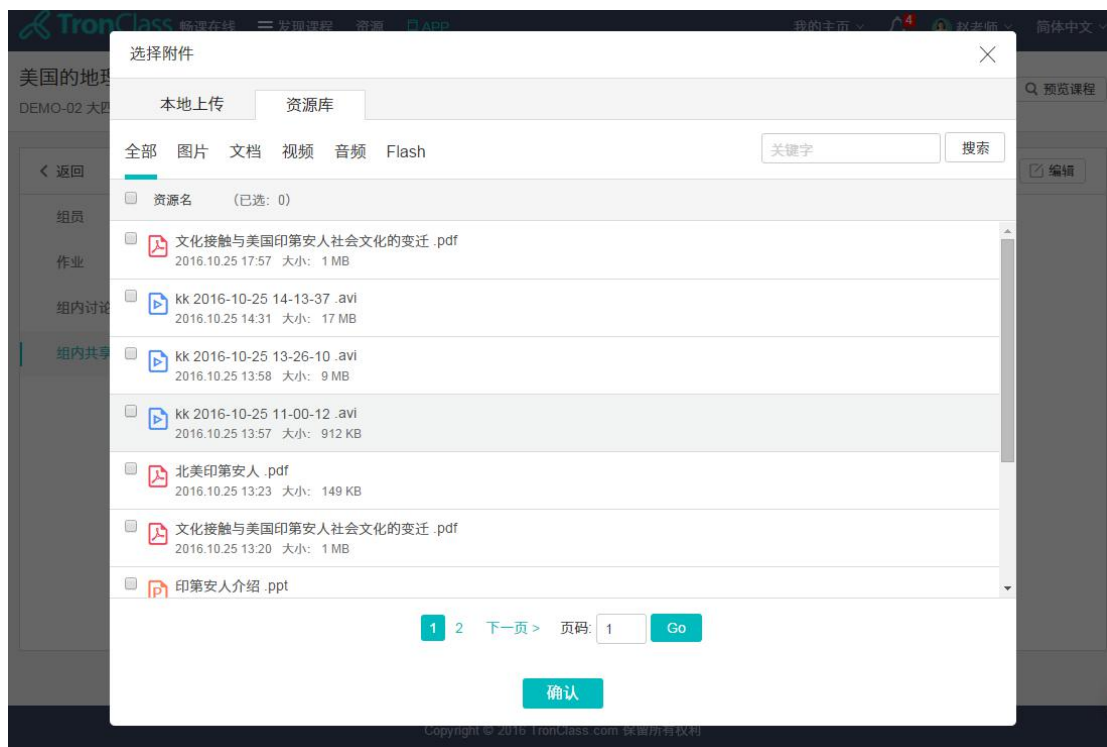 TronClass 畅课在线 发现课程 资源 APP 我的主页 4 赵老师 简体中文
选择附件
美国的地理
DEMO-02 大四
预览课程
本地上传 资源库
全部 图片 文档 视频 音频 Flash 关键字 搜索
返回 编辑
资源名 (已选: 0)
组员
文化接触与美国印第安人社会文化的变迁 .pdf
2016.10.25 17:57 大小: 1 MB
作业
kk 2016-10-25 14-13-37 .avi
组内讨论
2016.10.25 14:31 大小: 17 MB
组内共享
kk 2016-10-25 13-26-10 .avi
2016.10.25 13:58 大小: 9 MB
kk 2016-10-25 11-00-12 .avi
2016.10.25 13:57 大小: 912 KB
北美印第安人 .pdf
2016.10.25 13:23 大小: 149 KB
文化接触与美国印第安人社会文化的变迁 .pdf
2016.10.25 13:20 大小: 1 MB
印第安人介绍 .ppt
1 2 下一页 > 页码: 1 Go
确认
Copyright © 2016 TronClass.com 保留所有权利